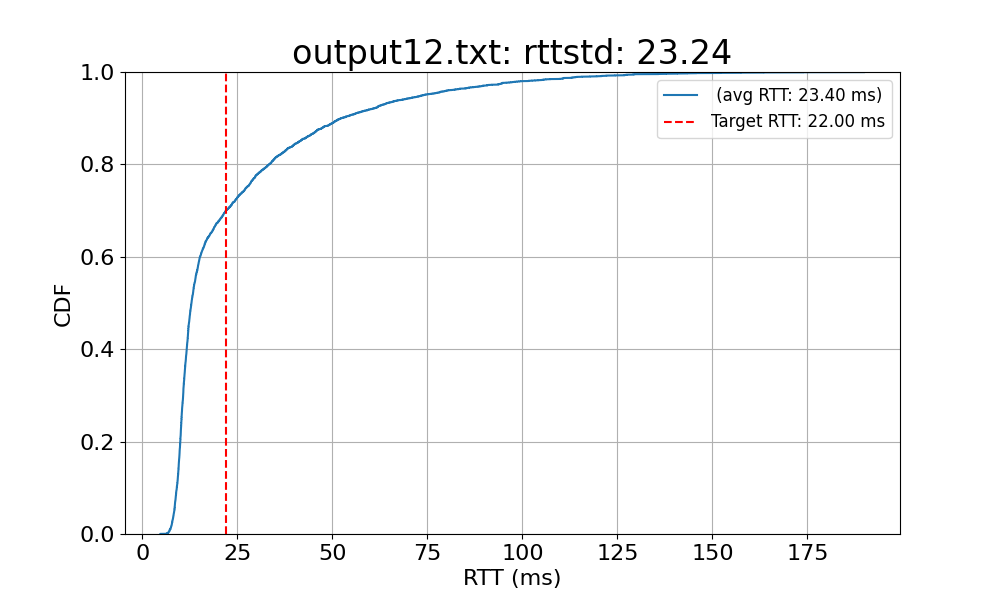 output12.txt: rttstd: 23.24
1.0
0.8
0.6
0.4
0.2
0.0
CDF
(avg RTT: 23.40 ms)
Target RTT: 22.00 ms
0 25 50 75 100 125 150 175
RTT (ms)